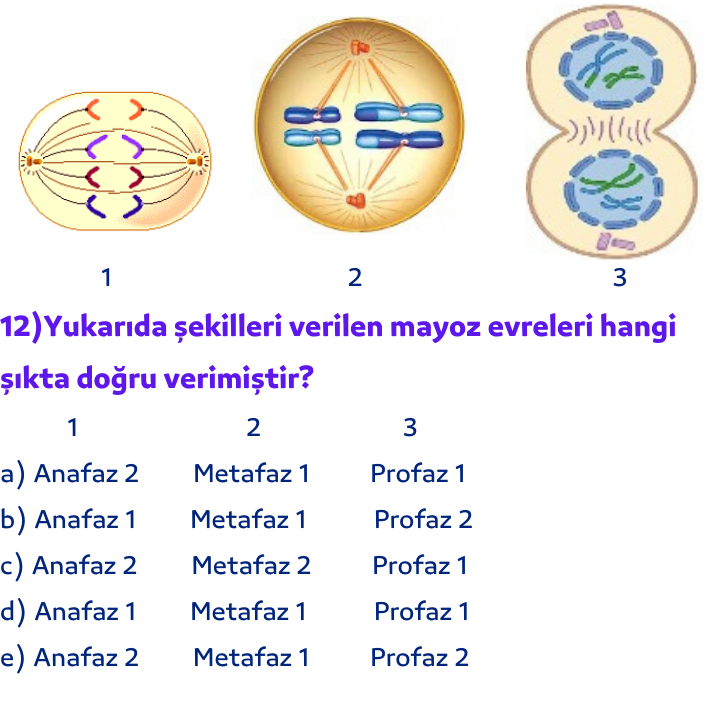 1 2 3
12)Yukarıda şekilleri verilen mayoz evreleri hangi
şıkta doğru verimiştir?
1 2 3
a) Anafaz 2 Metafaz 1 Profaz 1
b) Anafaz 1 Metafaz 1 Profaz 2
c) Anafaz 2 Metafaz 2 Profaz 1
d) Anafaz 1 Metafaz 1 Profaz 1
e) Anafaz 2 Metafaz 1 Profaz 2